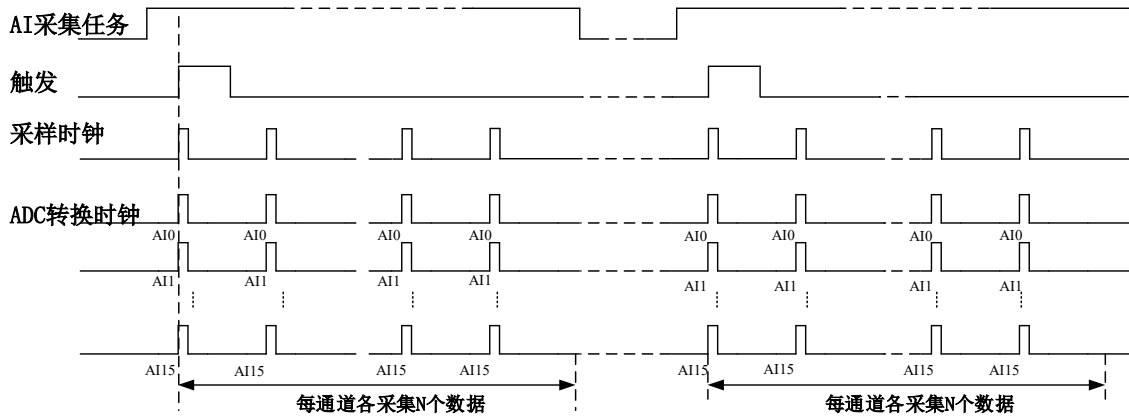 AI采集任务
触发
采样时钟
ADC转换时钟
AI0 AI0 AI0 AI0 AI0 AI0 AI0 AI0
AI1 AI1 AI1 AI1 AI1 AI1 AI1 AI1
AI15 AI15 AI15 AI15 AI15 AI15 AI15 AI15
每通道各采集N个数据 每通道各采集N个数据